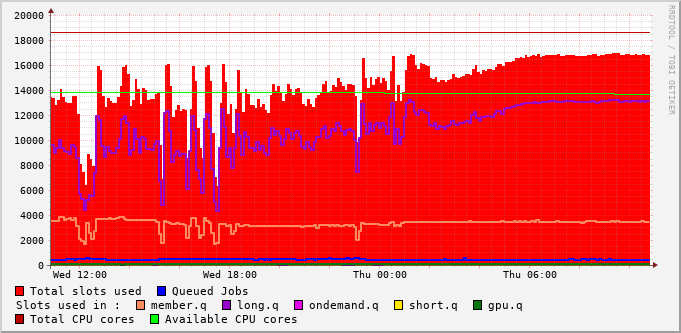 20000
18000
16000
14000
12000
10000
8000
6000
4000
2000
0
Wed 12:00 Wed 18:00 Thu 00:00 Thu 06:00
RRDTOOL / TOBI OETIKER
Total slots used Queued Jobs
Slots used in : member.q long.q ondemand.q short.q gpu.q
Total CPU cores Available CPU cores